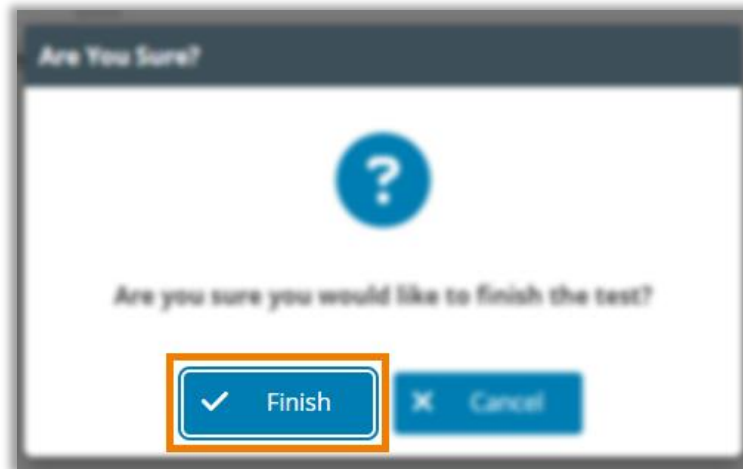 Are You Sure?
?
Are you sure you would like to finish the test?
Finish
Cancel